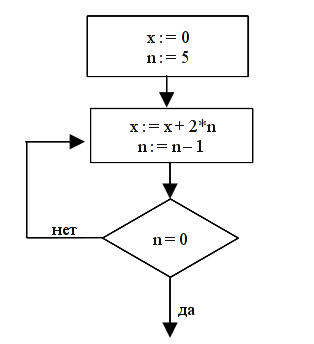 x := 0
n := 5
x := x + 2*n
n := n – 1
n = 0
нет
да